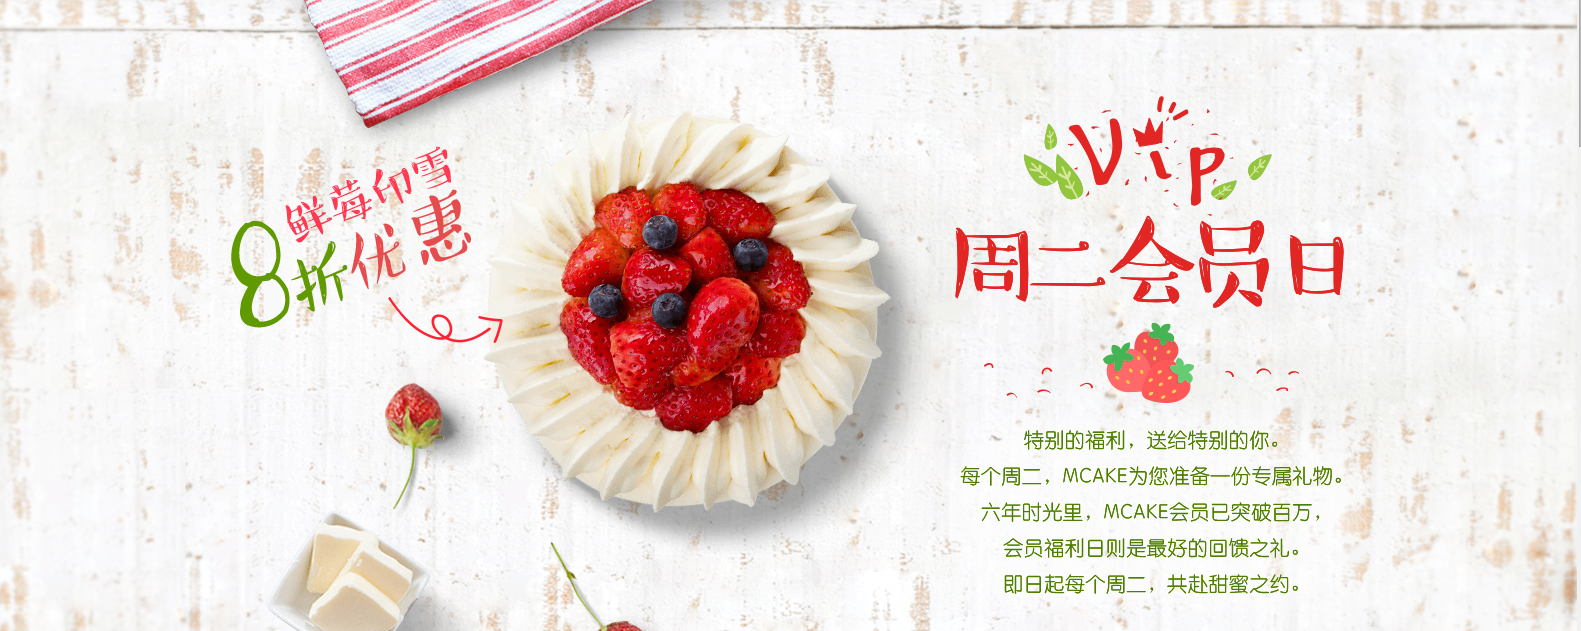 鲜莓印雪
8折优惠
Vip
周二会员日
特别的福利，送给特别的你。
每个周二，MCAKE为您准备一份专属礼物。
六年时光里，MCAKE会员已突破百万，
会员福利日则是最好的回馈之礼。
即日起每个周二，共赴甜蜜之约。